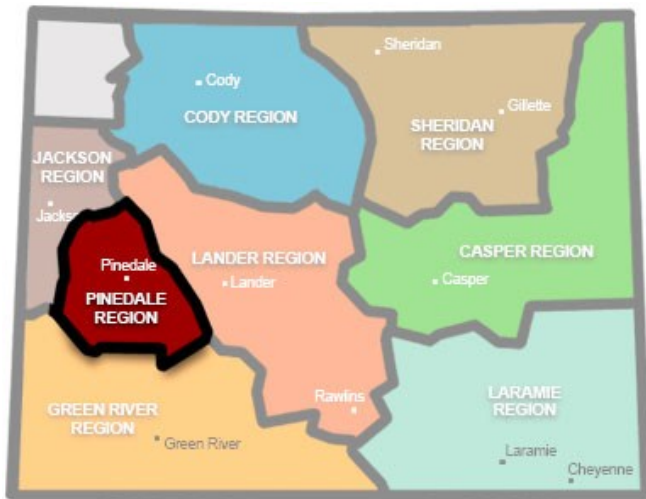 Sheridan
Cody
Gillette
CODY REGION
SHERIDAN
REGION
JACKSON
REGION
Jackso
CASPER REGION
LANDER REGION
Pinedale
Lander
Casper
PINEDALE
REGION
Rawlins
LARAMIE
REGION
GREEN RIVER
REGION
Green River
Laramie
Cheyenne